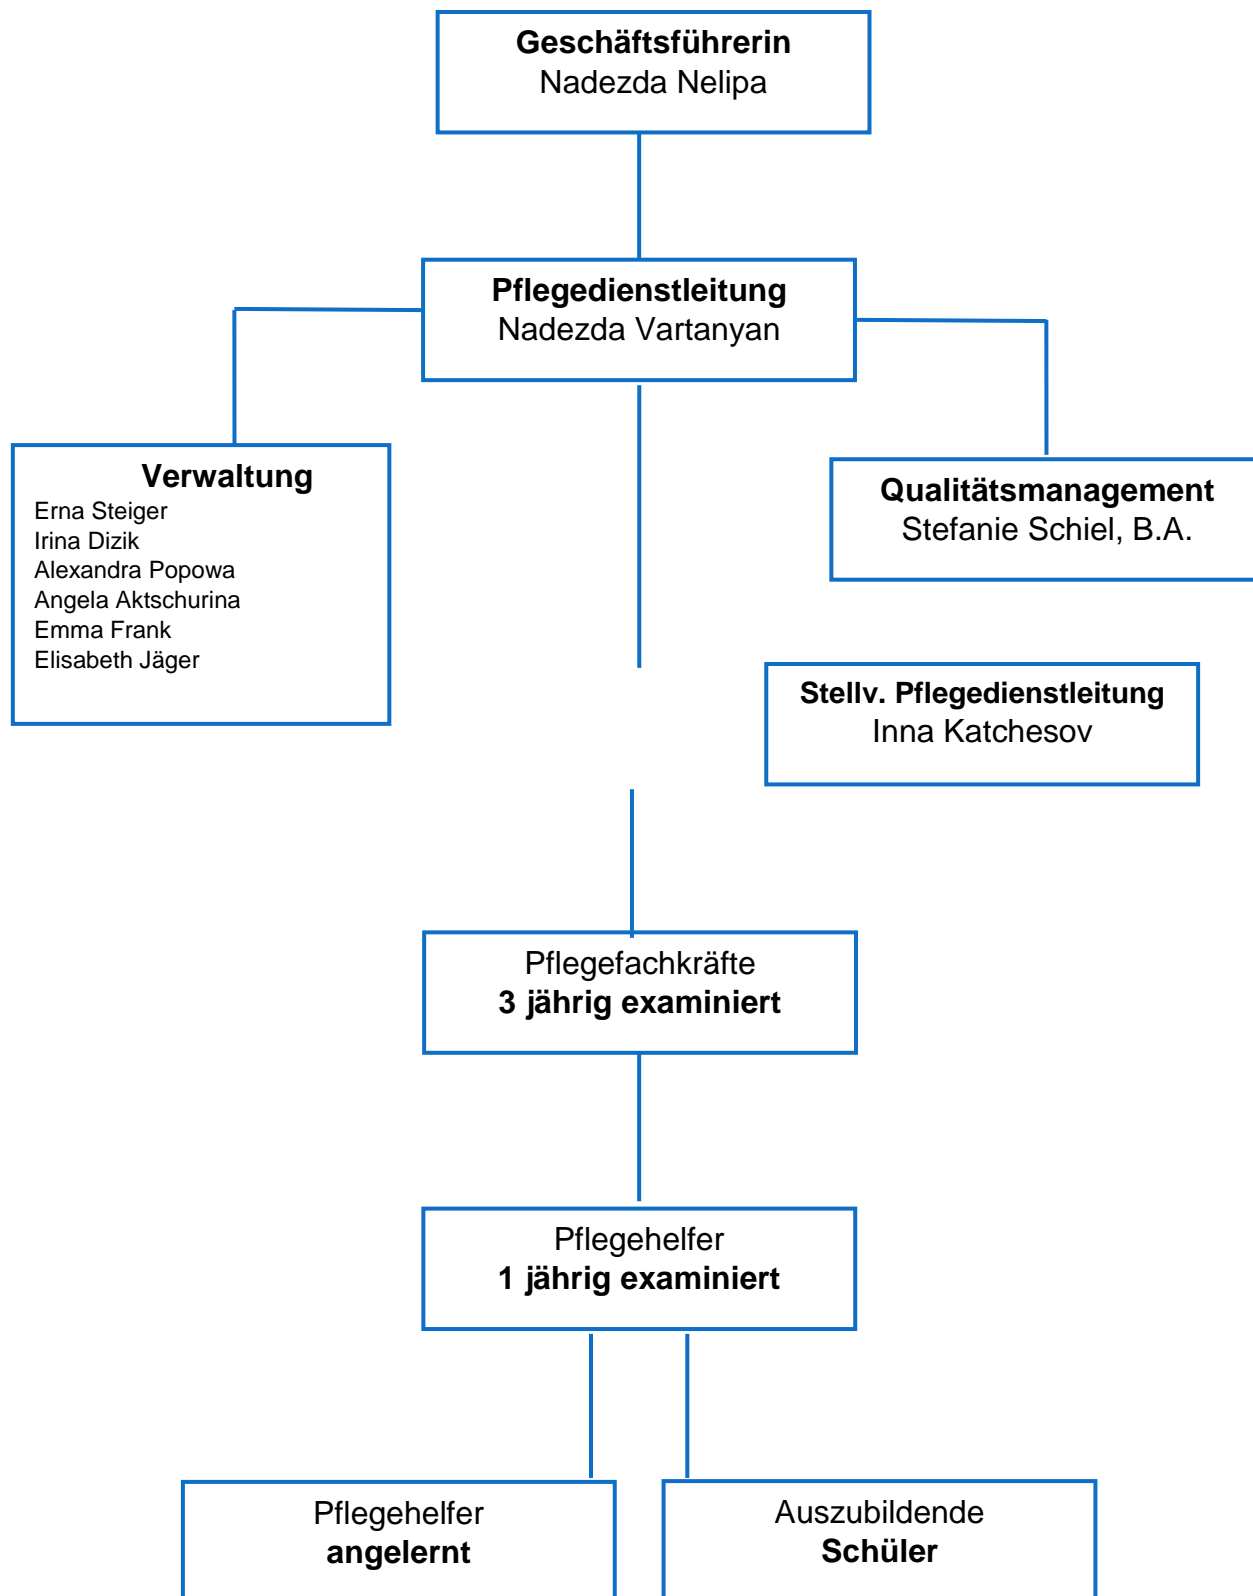 Geschäftsführerin
Nadezda Nelipa
Pflegedienstleitung
Nadezda Vartanyan
Verwaltung
Erna Steiger
Irina Dizik
Alexandra Popowa
Angela Aktschurina
Emma Frank
Elisabeth Jäger
Qualitätsmanagement
Stefanie Schiel, B.A.
Stellv. Pflegedienstleitung
Inna Katchesov
Pflegefachkräfte
3 jährig examiniert
Pflegehelfer
1 jährig examiniert
Pflegehelfer
angelernt
Auszubildende
Schüler